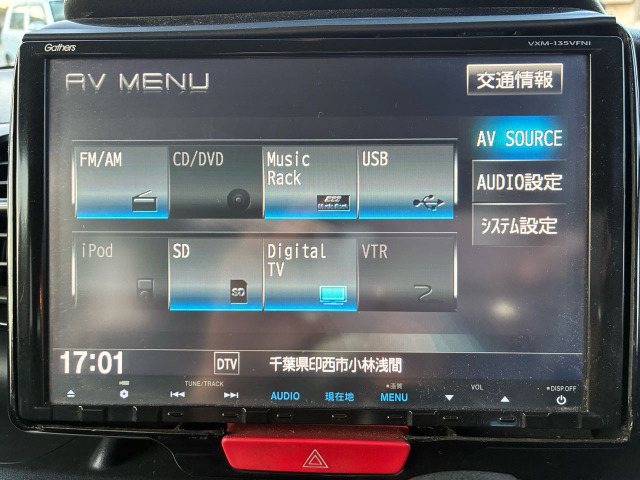 Gathers
VXM-135VFNi
AV MENU
交通情報
FM/AM
CD/DVD
Music
Rack
USB
AV SOURCE
AUDIO設定
システム設定
iPod
SD
Digital
TV
VTR
SD
17:01
DTV
千葉県印西市小林浅間
TUNE/TRACK
AUDIO
現在地
画質
MENU
VOL
DISP.OFF